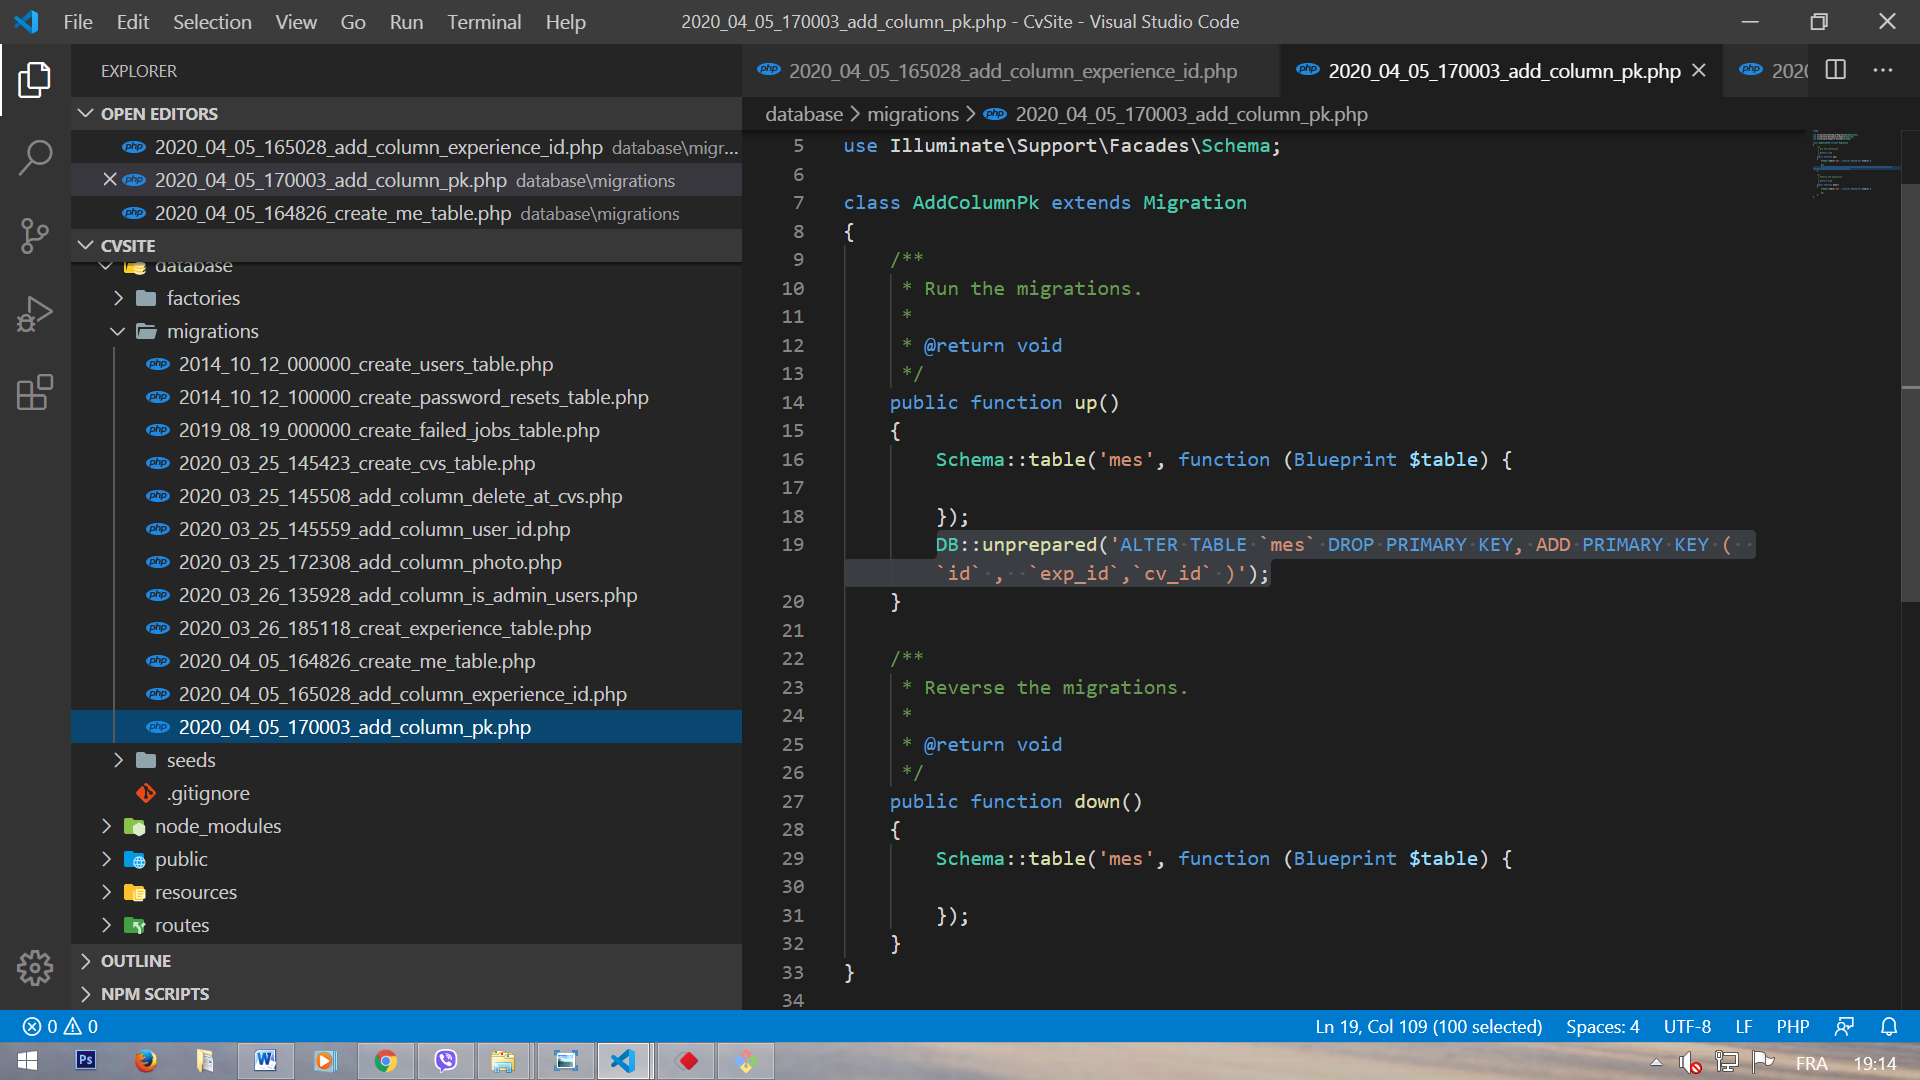 File Edit Selection View Go Run Terminal Help
2020_04_05_170003_add_column_pk.php - CvSite - Visual Studio Code
EXPLORER
OPEN EDITORS
2020_04_05_165028_add_column_experience_id.php database\migr...
2020_04_05_170003_add_column_pk.php database\migrations
2020_04_05_164826_create_me_table.php database\migrations
CVSITE
database
factories
migrations
2014_10_12_000000_create_users_table.php
2014_10_12_100000_create_password_resets_table.php
2019_08_19_000000_create_failed_jobs_table.php
2020_03_25_145423_create_cvs_table.php
2020_03_25_145508_add_column_delete_at_cvs.php
2020_03_25_145559_add_column_user_id.php
2020_03_25_172308_add_column_photo.php
2020_03_26_135928_add_column_is_admin_users.php
2020_03_26_185118_creat_experience_table.php
2020_04_05_164826_create_me_table.php
2020_04_05_165028_add_column_experience_id.php
2020_04_05_170003_add_column_pk.php
seeds
.gitignore
node_modules
public
resources
routes
OUTLINE
NPM SCRIPTS
php 2020_04_05_165028_add_column_experience_id.php php 2020_04_05_170003_add_column_pk.php php 202
database > migrations > php 2020_04_05_170003_add_column_pk.php
5 use Illuminate\Support\Facades\Schema;
6
7 class AddColumnPk extends Migration
8 {
9 /**
10 * Run the migrations.
11 *
12 * @return void
13 */
14 public function up()
15 {
16 Schema::table('mes', function (Blueprint $table) {
17
18 });
19 DB::unprepared('ALTER TABLE `mes` DROP PRIMARY KEY, ADD PRIMARY KEY (
`id` , `exp_id`,`cv_id` )');
20 }
21
22 /**
23 * Reverse the migrations.
24 *
25 * @return void
26 */
27 public function down()
28 {
29 Schema::table('mes', function (Blueprint $table) {
30
31 });
32 }
33 }
34
0 0
Ln 19, Col 109 (100 selected) Spaces: 4 UTF-8 LF PHP
Ps
W
FRA 19:14